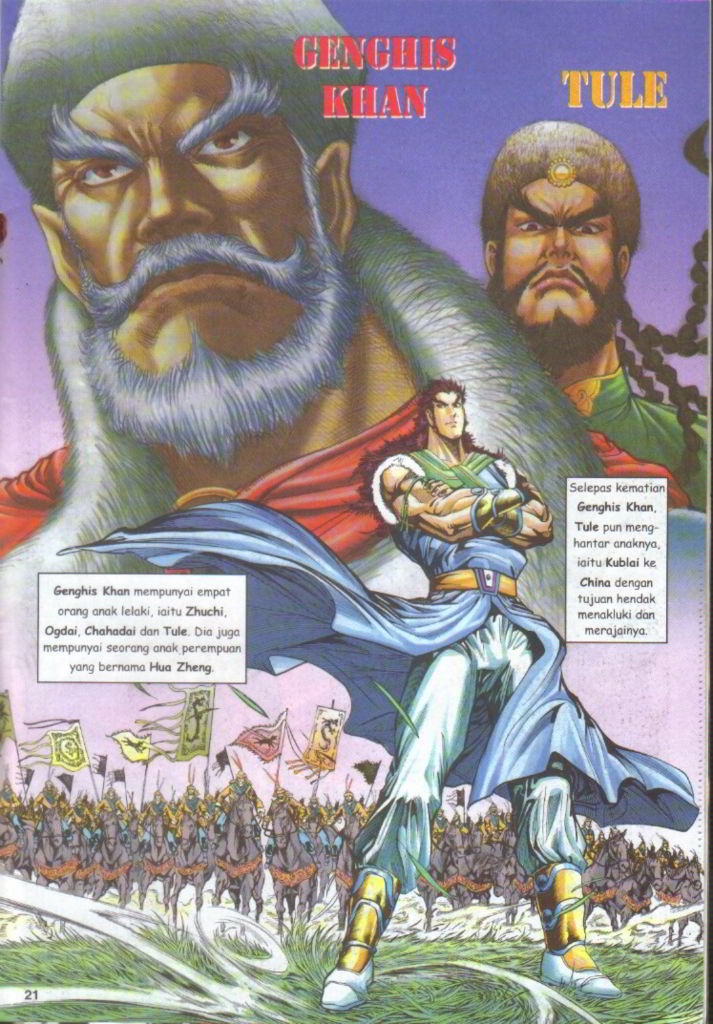 GENGHIS
KHAN
TULE
Selepas kematian
Genghis Khan,
Tule pun meng-
hantar anaknya,
iaitu Kublai ke
China dengan
tujuan hendak
menakluki dan
merajainya.
Genghis Khan mempunyai empat
orang anak lelaki, iaitu Zhuchi,
Ogdai, Chahadai dan Tule. Dia juga
mempunyai seorang anak perempuan
yang bernama Hua Zheng.
21